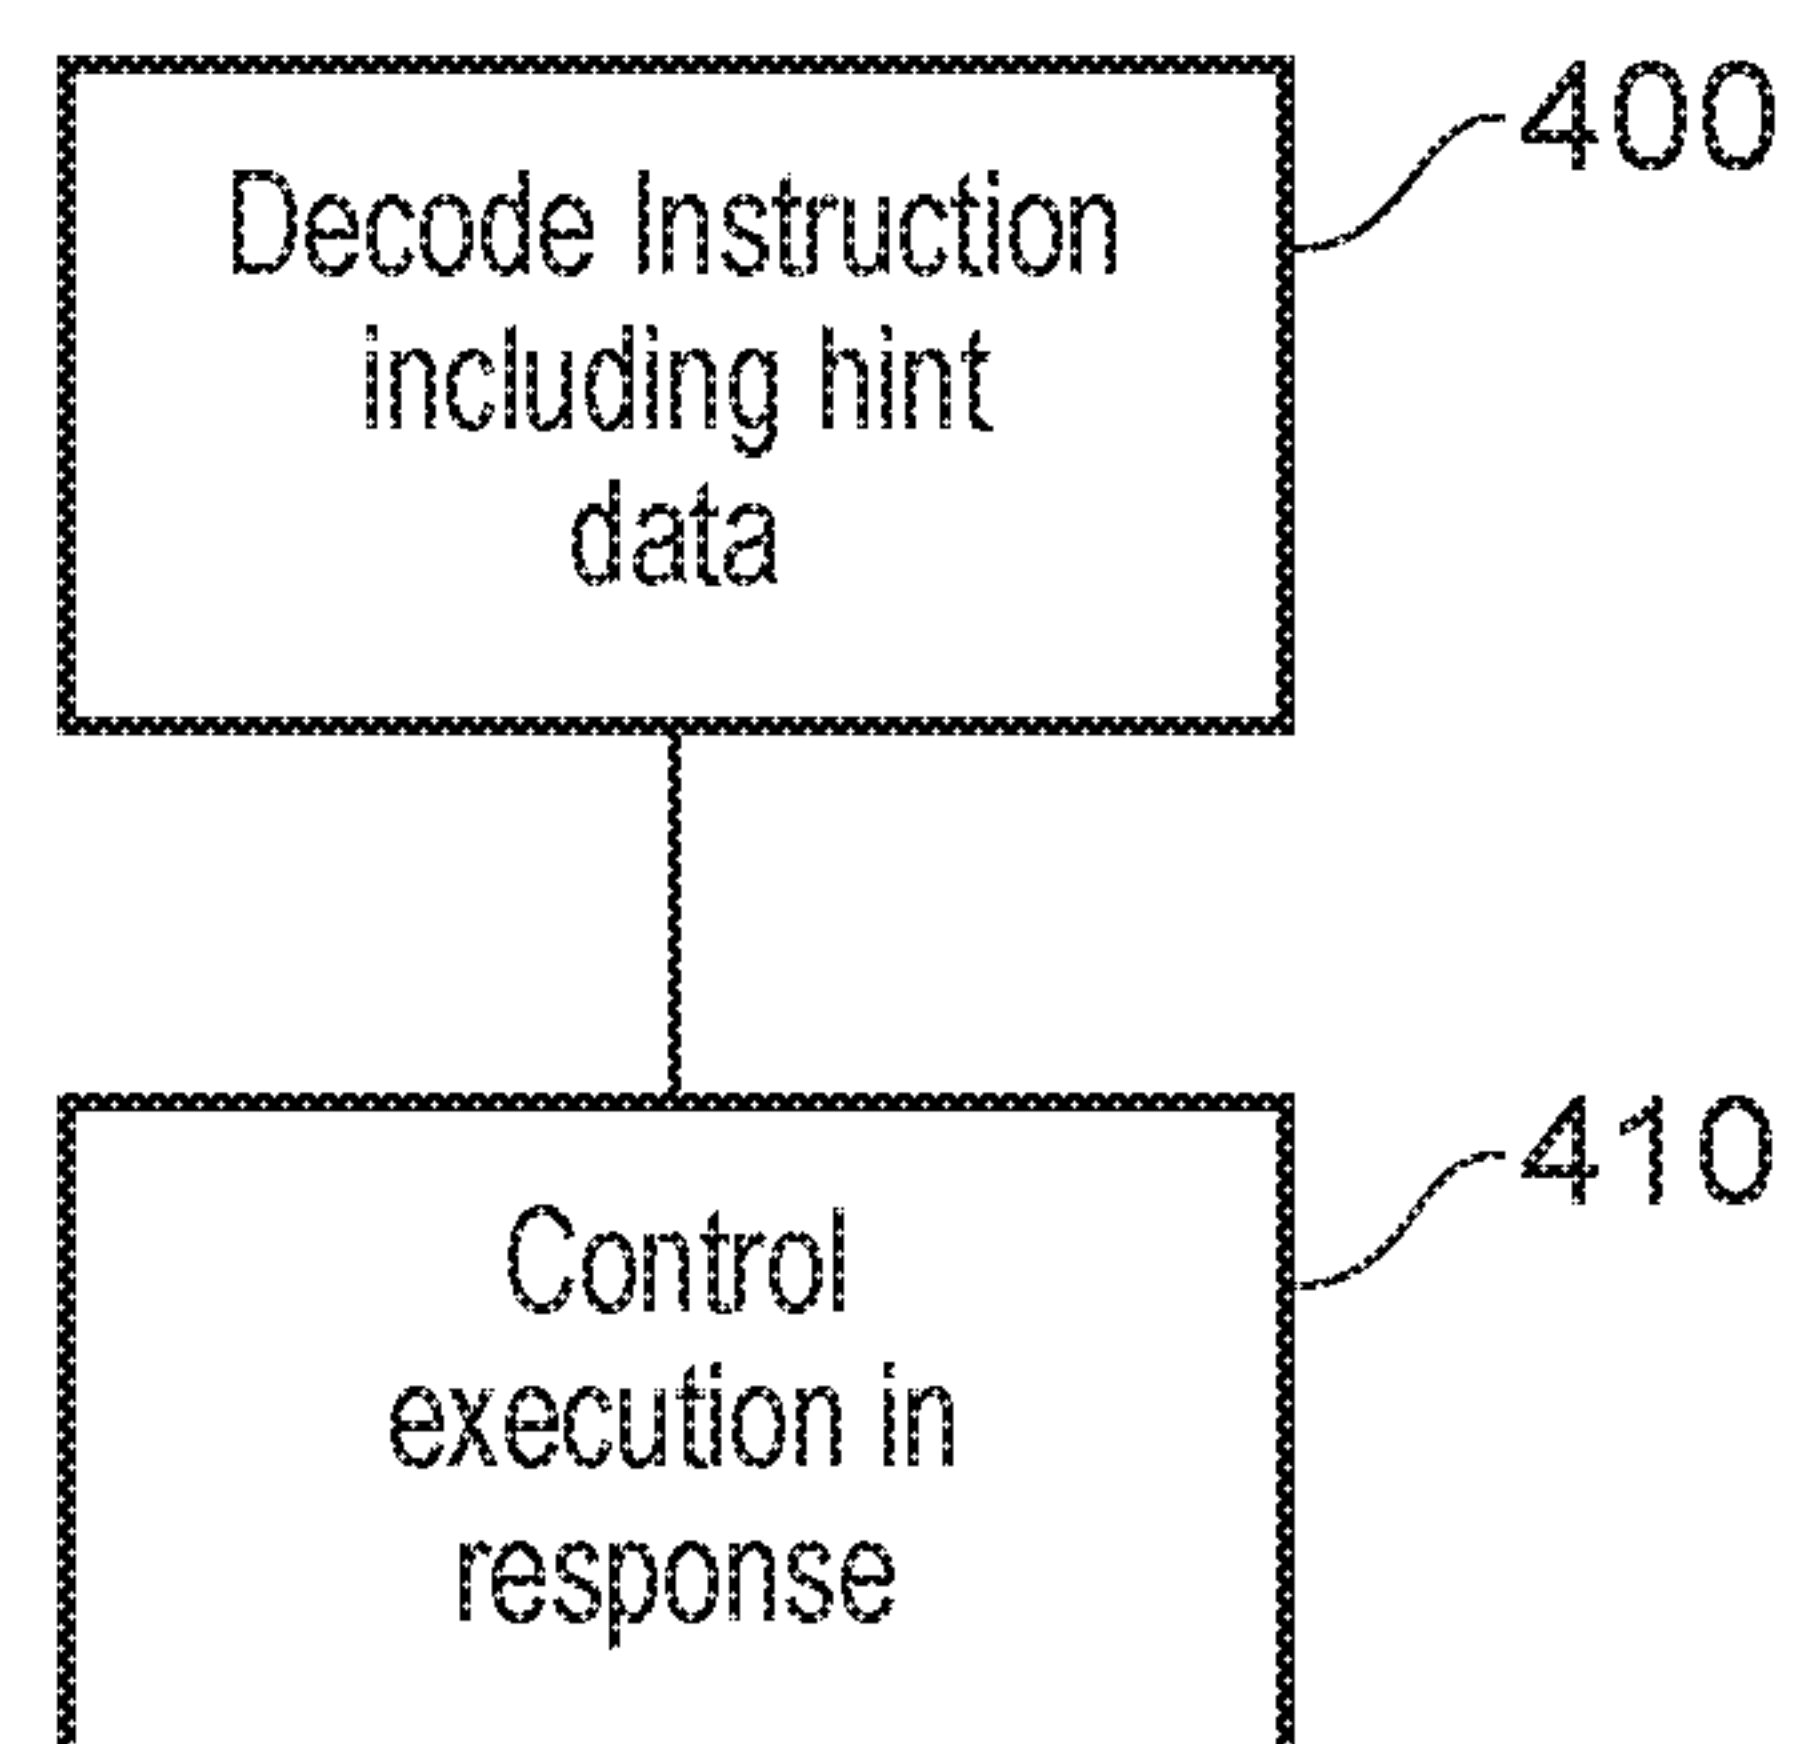 400
Decode Instruction
including hint
data
410
Control
execution in
response